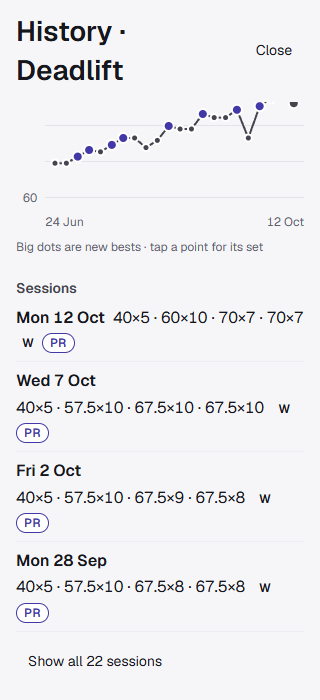 History ·
Deadlift
Close
60
24 Jun 12 Oct
Big dots are new bests · tap a point for its set
Sessions
Mon 12 Oct 40×5 · 60×10 · 70×7 · 70×7
W PR
Wed 7 Oct
40×5 · 57.5×10 · 67.5×10 · 67.5×10 W
PR
Fri 2 Oct
40×5 · 57.5×10 · 67.5×9 · 67.5×8 W
PR
Mon 28 Sep
40×5 · 57.5×10 · 67.5×8 · 67.5×8 W
PR
Show all 22 sessions